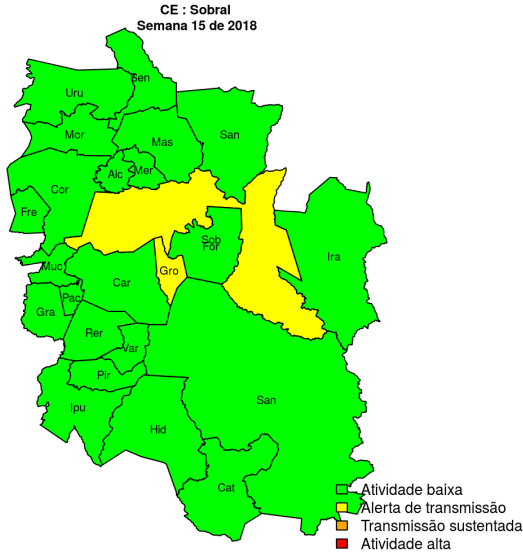 CE : Sobral
Semana 15 de 2018
Sen
Uru
Mor
Mas
San
Alc
Mer
Cor
Fre
Sob
For
Ira
Muc
Gro
Car
Pac
Gra
Rer
Var
Pir
San
Ipu
Hid
Cat
Atividade baixa
Alerta de transmissão
Transmissão sustentada
Atividade alta